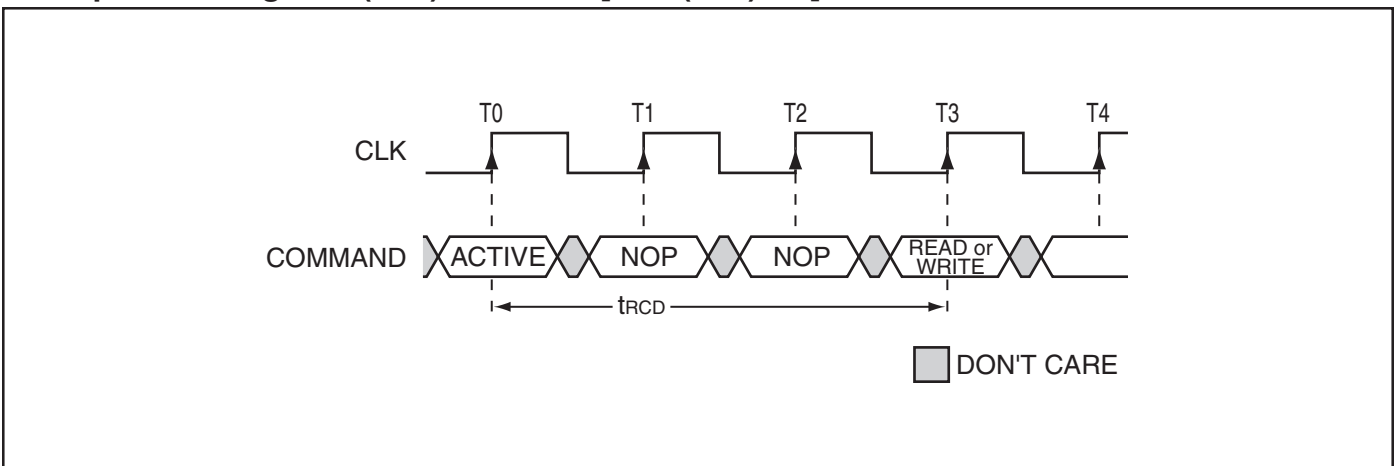 T0 T1 T2 T3 T4
CLK
COMMAND ACTIVE NOP NOP READ or
WRITE
tRCD
DON'T CARE